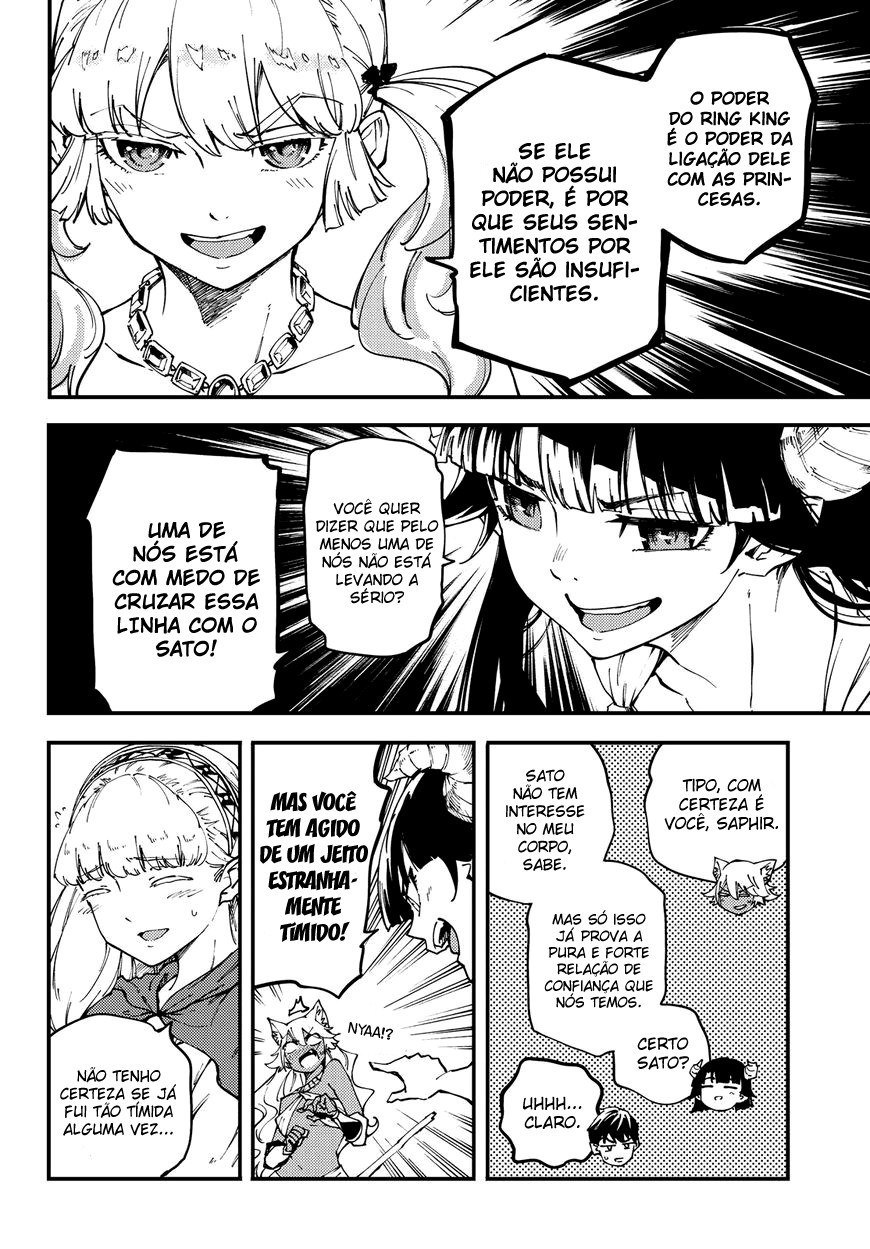 O PODER
DO RING KING
É O PODER DA
LIGAÇÃO DELE
COM AS PRIN-
CESAS.
SE ELE
NÃO POSSUI
PODER, É POR
QUE SEUS SEN-
TIMENTOS POR
ELE SÃO INSUFI-
CIENTES.
VOCÊ QUER
DIZER QUE PELO
MENOS UMA DE
NÓS NÃO ESTÁ
LEVANDO A
SÉRIO?
UMA DE
NÓS ESTÁ
COM MEDO DE
CRUZAR ESSA
LINHA COM O
SATO!
TIPO, COM
CERTEZA É
VOCÊ, SAPHIR.
SATO
NÃO TEM
INTERESSE
NO MEU
CORPO,
SABE.
MAS SÓ ISSO
JÁ PROVA A
PURA E FORTE
RELAÇÃO DE
CONFIANÇA QUE
NÓS TEMOS.
CERTO
SATO?
UHHH...
CLARO.
MAS VOCÊ
TEM AGIDO
DE UM JEITO
ESTRANHA-
MENTE
TÍMIDO!
NYAA!?
NÃO TENHO
CERTEZA SE JÁ
FUI TÃO TÍMIDA
ALGUMA VEZ...